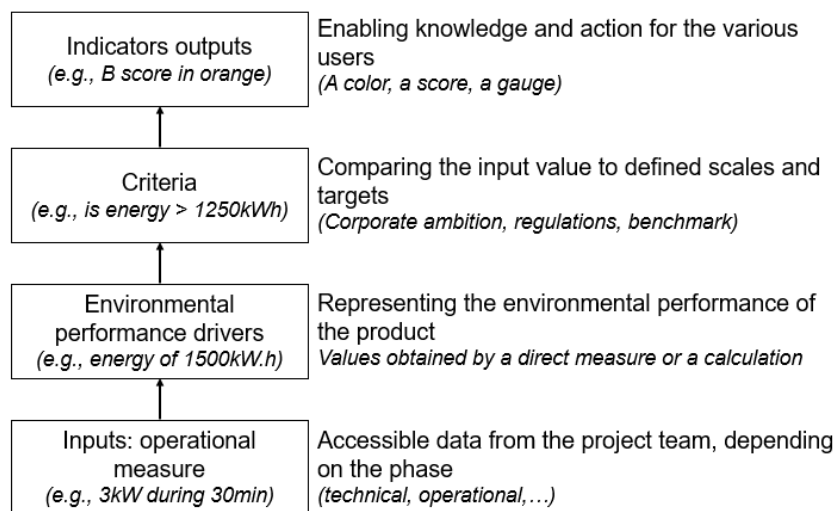 Indicators outputs
(e.g., B score in orange)
Enabling knowledge and action for the various
users
(A color, a score, a gauge)
Criteria
(e.g., is energy > 1250kWh)
Comparing the input value to defined scales and
targets
(Corporate ambition, regulations, benchmark)
Environmental
performance drivers
(e.g., energy of 1500kW.h)
Representing the environmental performance of
the product
Values obtained by a direct measure or a calculation
Inputs: operational
measure
(e.g., 3kW during 30min)
Accessible data from the project team, depending
on the phase
(technical, operational,…)